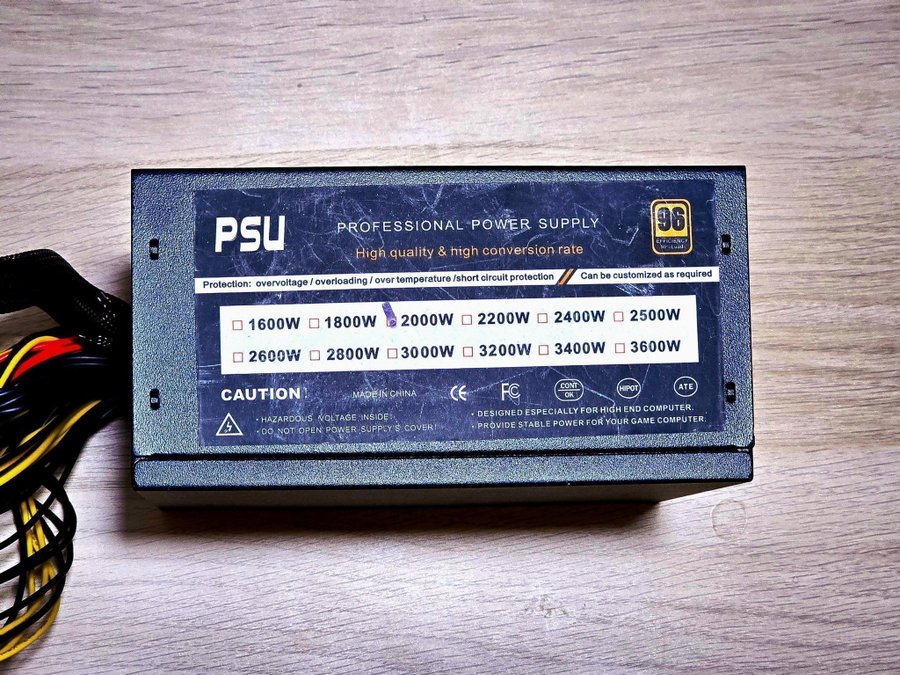 PSU
PROFESSIONAL POWER SUPPLY
High quality & high conversion rate
96
EFFICIENCY
Protection: overvoltage / overloading / over temperature /short circuit protection // Can be customized as required
□ 1600W □ 1800W □ 2000W □ 2200W □ 2400W □ 2500W
□ 2600W □ 2800W □ 3000W □ 3200W □ 3400W □ 3600W
CAUTION! MADE IN CHINA CE FC CONT OK HIPOT ATE
· HAZARDOUS VOLTAGE INSIDE!
· DO NOT OPEN POWER SUPPLY'S COVER!
· DESIGNED ESPECIALLY FOR HIGH END COMPUTER.
· PROVIDE STABLE POWER FOR YOUR GAME COMPUTER.